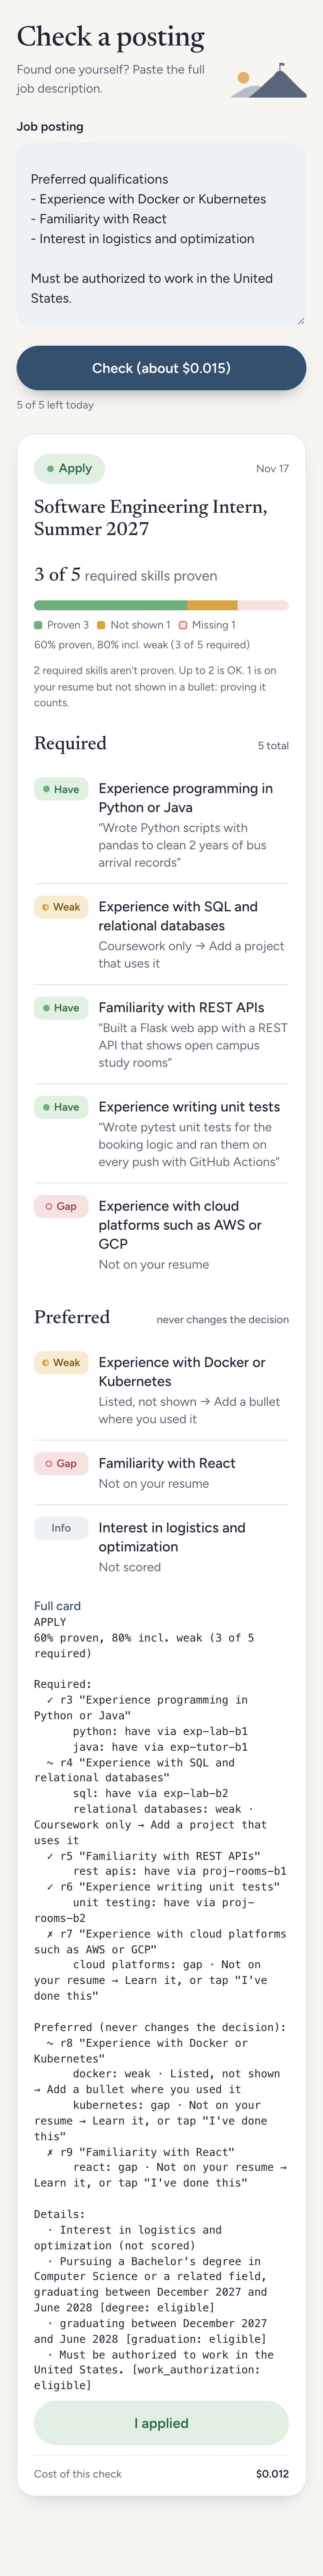 Check a posting
Found one yourself? Paste the full
job description.
Job posting
Preferred qualifications
- Experience with Docker or Kubernetes
- Familiarity with React
- Interest in logistics and optimization
Must be authorized to work in the United
States.
Check (about $0.015)
5 of 5 left today
Apply
Nov 17
Software Engineering Intern,
Summer 2027
3 of 5 required skills proven
Proven 3 Not shown 1 Missing 1
60% proven, 80% incl. weak (3 of 5 required)
2 required skills aren't proven. Up to 2 is OK. 1 is on
your resume but not shown in a bullet: proving it
counts.
Required
5 total
Have
Experience programming in
Python or Java
“Wrote Python scripts with
pandas to clean 2 years of bus
arrival records”
Weak
Experience with SQL and
relational databases
Coursework only → Add a project
that uses it
Have
Familiarity with REST APIs
“Built a Flask web app with a REST
API that shows open campus
study rooms”
Have
Experience writing unit tests
“Wrote pytest unit tests for the
booking logic and ran them on
every push with GitHub Actions”
Gap
Experience with cloud
platforms such as AWS or
GCP
Not on your resume
Preferred
never changes the decision
Weak
Experience with Docker or
Kubernetes
Listed, not shown → Add a bullet
where you used it
Gap
Familiarity with React
Not on your resume
Info
Interest in logistics and
optimization
Not scored
Full card
APPLY
60% proven, 80% incl. weak (3 of 5
required)
Required:
✓ r3 "Experience programming in
Python or Java"
python: have via exp-lab-b1
java: have via exp-tutor-b1
~ r4 "Experience with SQL and
relational databases"
sql: have via exp-lab-b2
relational databases: weak ·
Coursework only → Add a project that
uses it
✓ r5 "Familiarity with REST APIs"
rest apis: have via proj-rooms-b1
✓ r6 "Experience writing unit tests"
unit testing: have via proj-
rooms-b2
✗ r7 "Experience with cloud platforms
such as AWS or GCP"
cloud platforms: gap · Not on
your resume → Learn it, or tap "I've
done this"
Preferred (never changes the decision):
~ r8 "Experience with Docker or
Kubernetes"
docker: weak · Listed, not shown
→ Add a bullet where you used it
kubernetes: gap · Not on your
resume → Learn it, or tap "I've done
this"
✗ r9 "Familiarity with React"
react: gap · Not on your resume →
Learn it, or tap "I've done this"
Details:
· Interest in logistics and
optimization (not scored)
· Pursuing a Bachelor's degree in
Computer Science or a related field,
graduating between December 2027 and
June 2028 [degree: eligible]
· graduating between December 2027
and June 2028 [graduation: eligible]
· Must be authorized to work in the
United States. [work_authorization:
eligible]
I applied
Cost of this check
$0.012